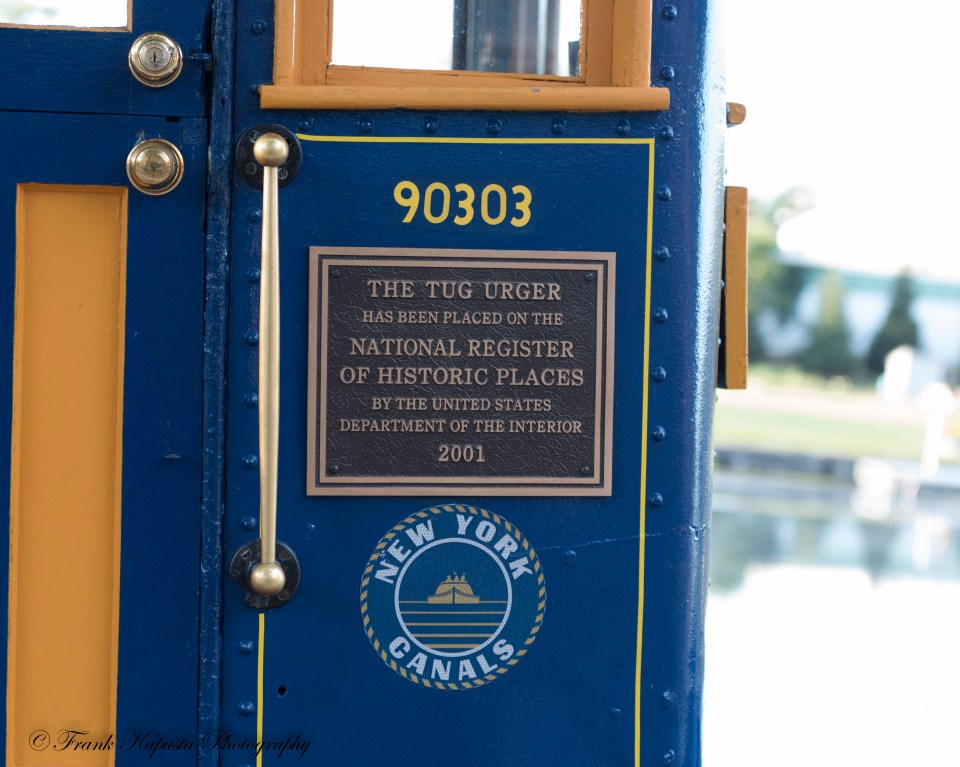 90303
THE TUG URGER
HAS BEEN PLACED ON THE
NATIONAL REGISTER
OF HISTORIC PLACES
BY THE UNITED STATES
DEPARTMENT OF THE INTERIOR
2001
NEW YORK
CANALS
© Frank Kapusta Photography